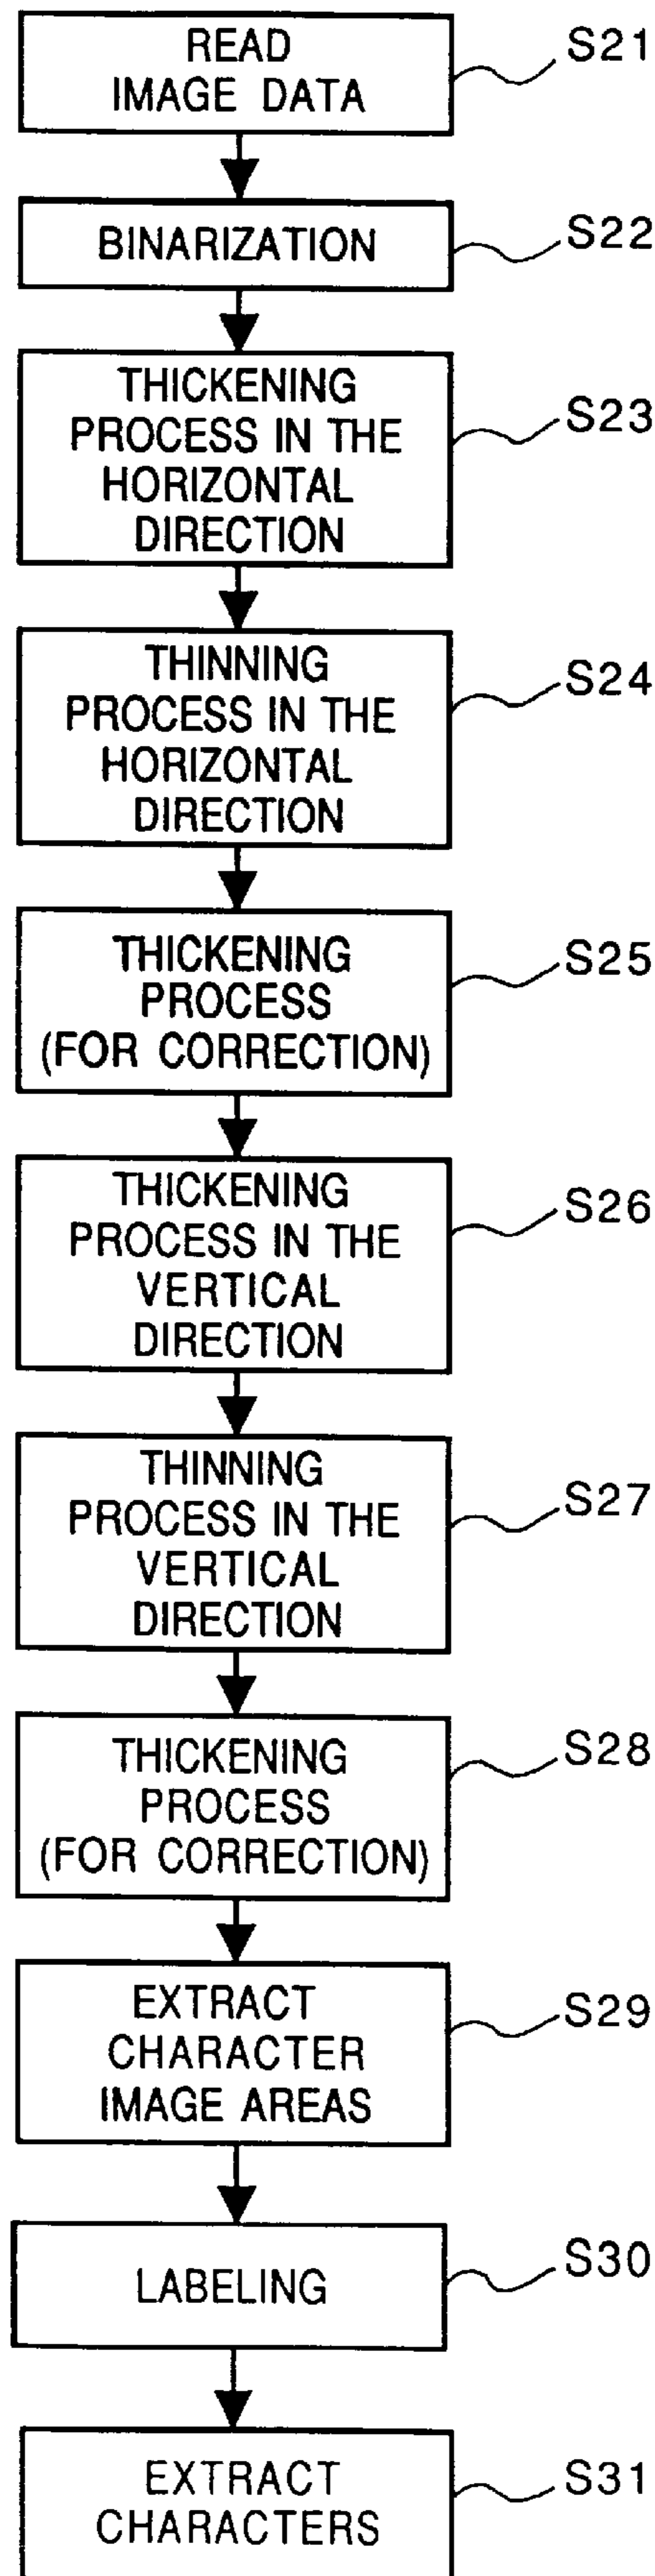 READ
IMAGE DATA
S21
BINARIZATION
S22
THICKENING
PROCESS IN THE
HORIZONTAL
DIRECTION
S23
THINNING
PROCESS IN THE
HORIZONTAL
DIRECTION
S24
THICKENING
PROCESS
(FOR CORRECTION)
S25
THICKENING
PROCESS IN THE
VERTICAL
DIRECTION
S26
THINNING
PROCESS IN THE
VERTICAL
DIRECTION
S27
THICKENING
PROCESS
(FOR CORRECTION)
S28
EXTRACT
CHARACTER
IMAGE AREAS
S29
LABELING
S30
EXTRACT
CHARACTERS
S31